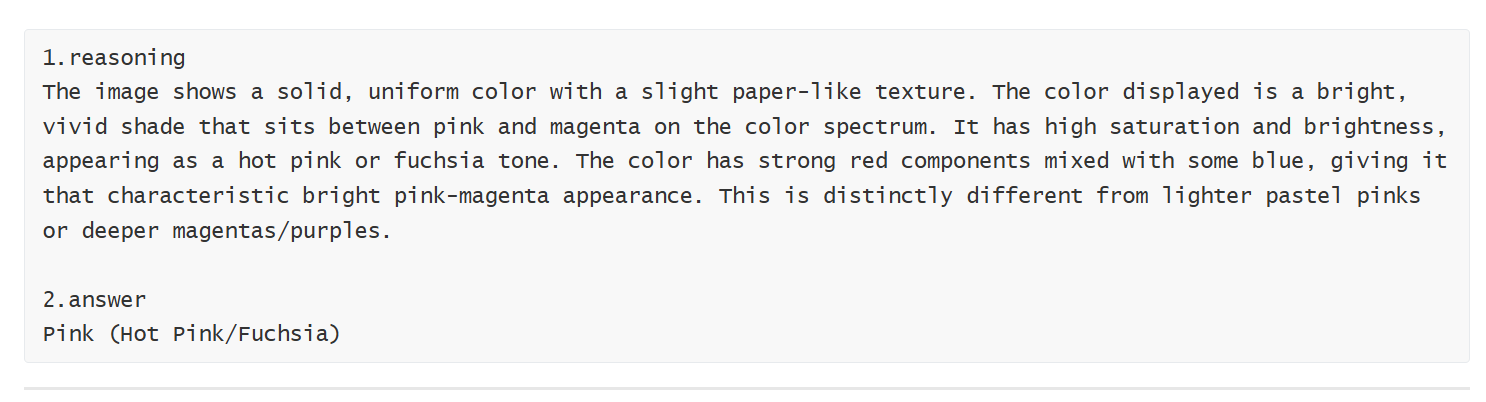 1.reasoning
The image shows a solid, uniform color with a slight paper-like texture. The color displayed is a bright,
vivid shade that sits between pink and magenta on the color spectrum. It has high saturation and brightness,
appearing as a hot pink or fuchsia tone. The color has strong red components mixed with some blue, giving it
that characteristic bright pink-magenta appearance. This is distinctly different from lighter pastel pinks
or deeper magentas/purples.
2.answer
Pink (Hot Pink/Fuchsia)